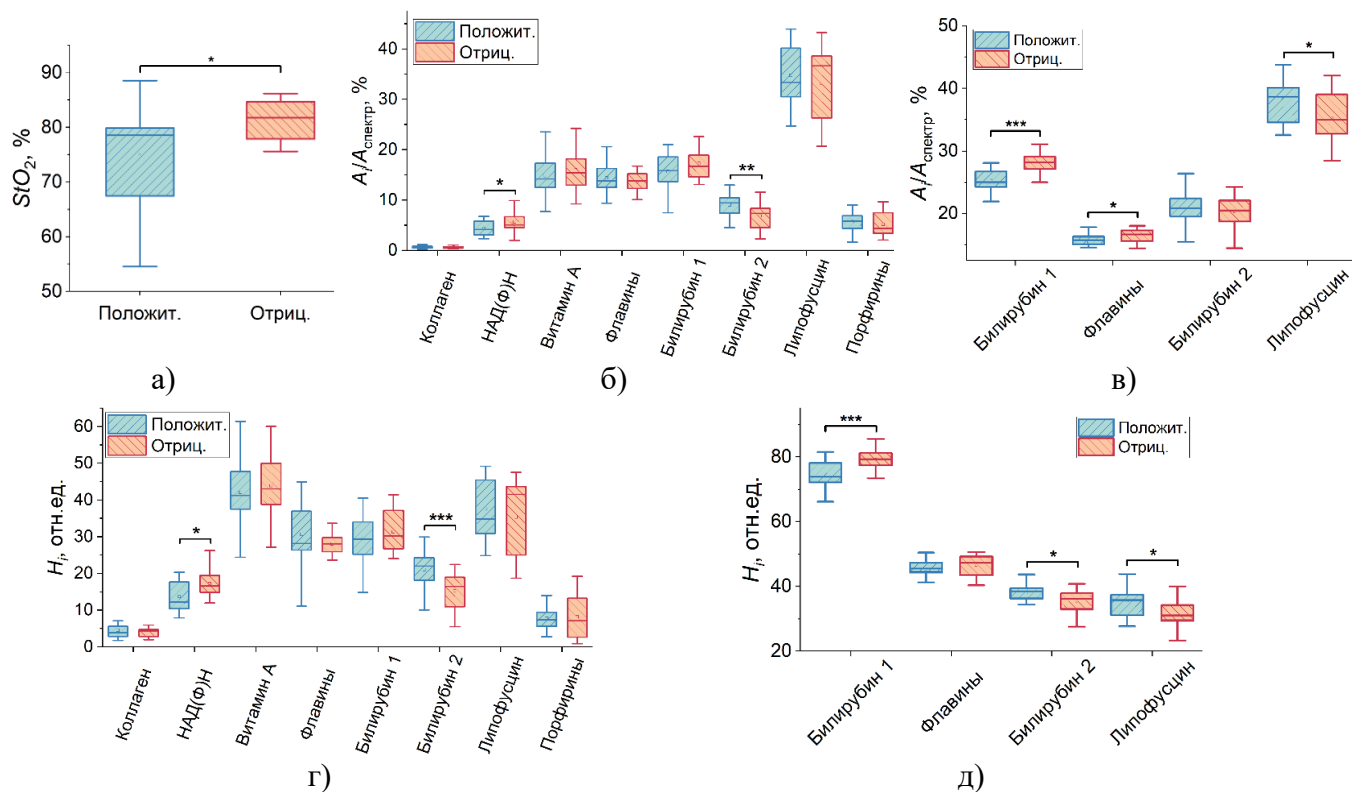 StO2, %
90
80
70
60
50
*
Положит.
Отриц.
а)
Ai/Aспектр, %
40
30
20
10
0
Положит.
Отриц.
*
**
Коллаген
НАД(Ф)Н
Витамин А
Флавины
Билирубин 1
Билирубин 2
Липофусцин
Порфирины
б)
Ai/Aспектр, %
50
40
30
20
Положит.
Отриц.
***
*
*
Билирубин 1
Флавины
Билирубин 2
Липофусцин
в)
Hi, отн.ед.
60
50
40
30
20
10
0
Положит.
Отриц.
*
***
Коллаген
НАД(Ф)Н
Витамин А
Флавины
Билирубин 1
Билирубин 2
Липофусцин
Порфирины
г)
Hi, отн.ед.
80
60
40
20
***
Положит.
Отриц.
*
*
Билирубин 1
Флавины
Билирубин 2
Липофусцин
д)